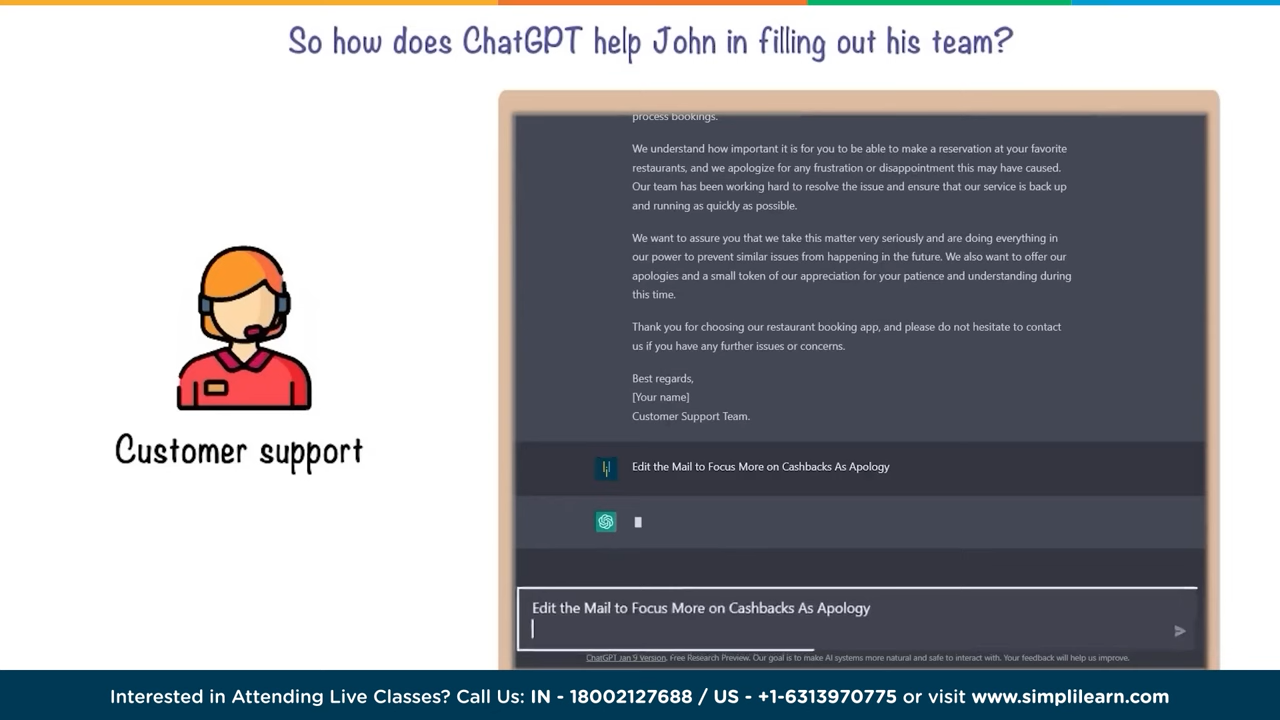 So how does ChatGPT help John in filling out his team?
process bookings.
We understand how important it is for you to be able to make a reservation at your favorite
restaurants, and we apologize for any frustration or disappointment this may have caused.
Our team has been working hard to resolve the issue and ensure that our service is back up
and running as quickly as possible.
We want to assure you that we take this matter very seriously and are doing everything in
our power to prevent similar issues from happening in the future. We also want to offer our
apologies and a small token of our appreciation for your patience and understanding during
this time.
Thank you for choosing our restaurant booking app, and please do not hesitate to contact
us if you have any further issues or concerns.
Best regards,
[Your name]
Customer Support Team.
Customer support
Edit the Mail to Focus More on Cashbacks As Apology
Edit the Mail to Focus More on Cashbacks As Apology
ChatGPT Jan 9 Version. Free Research Preview. Our goal is to make AI systems more natural and safe to interact with. Your feedback will help us improve.
Interested in Attending Live Classes? Call Us: IN - 18002127688 / US - +1-6313970775 or visit www.simplilearn.com